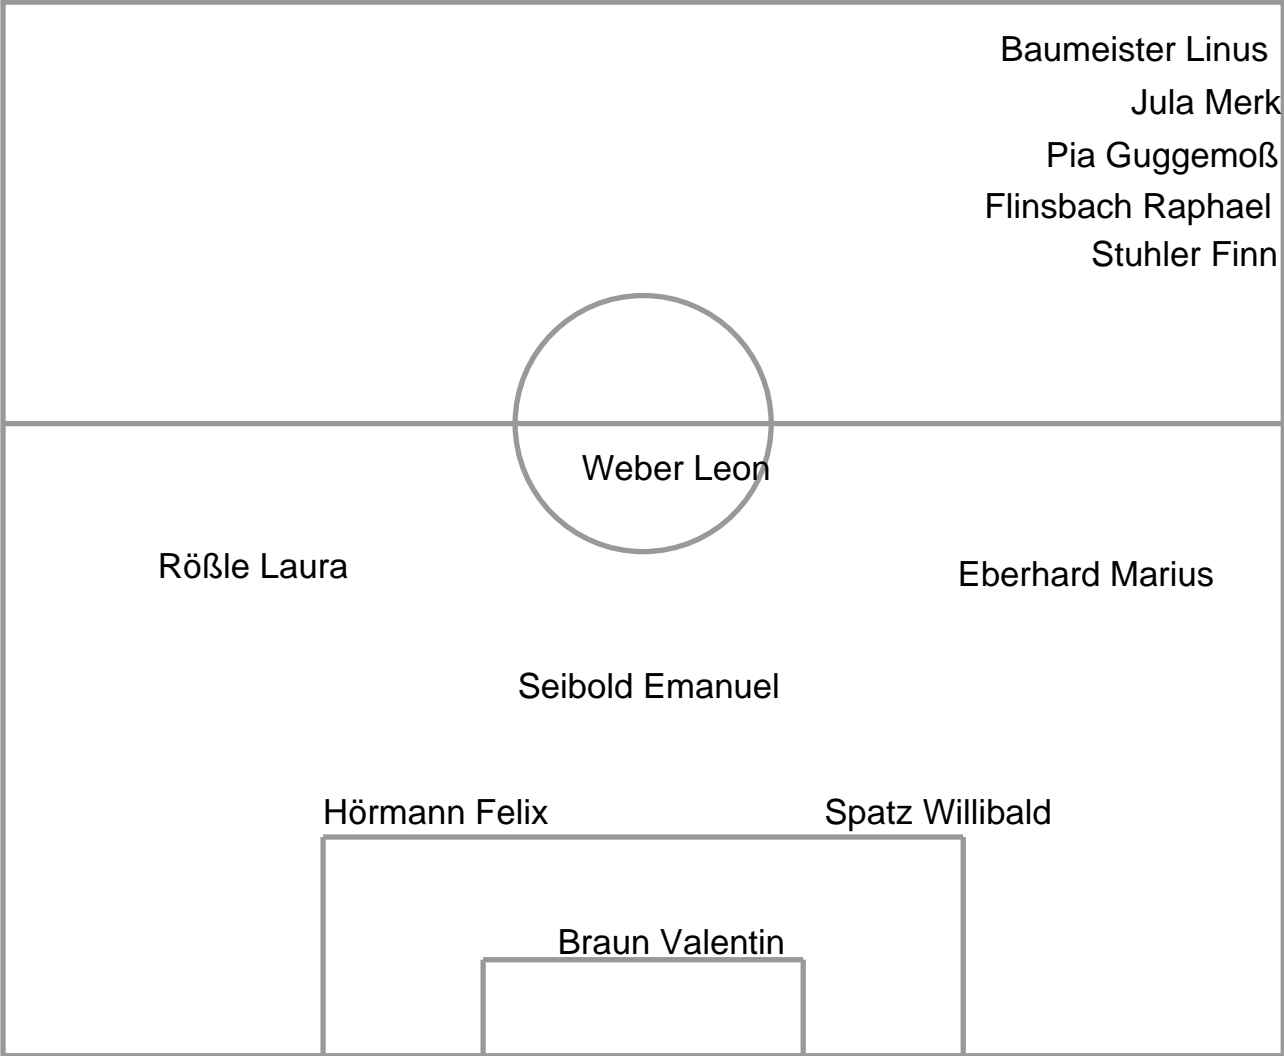 Baumeister Linus
Jula Merk
Pia Guggemoß
Flinsbach Raphael
Stuhler Finn
Weber Leon
Rößle Laura
Eberhard Marius
Seibold Emanuel
Hörmann Felix
Spatz Willibald
Braun Valentin